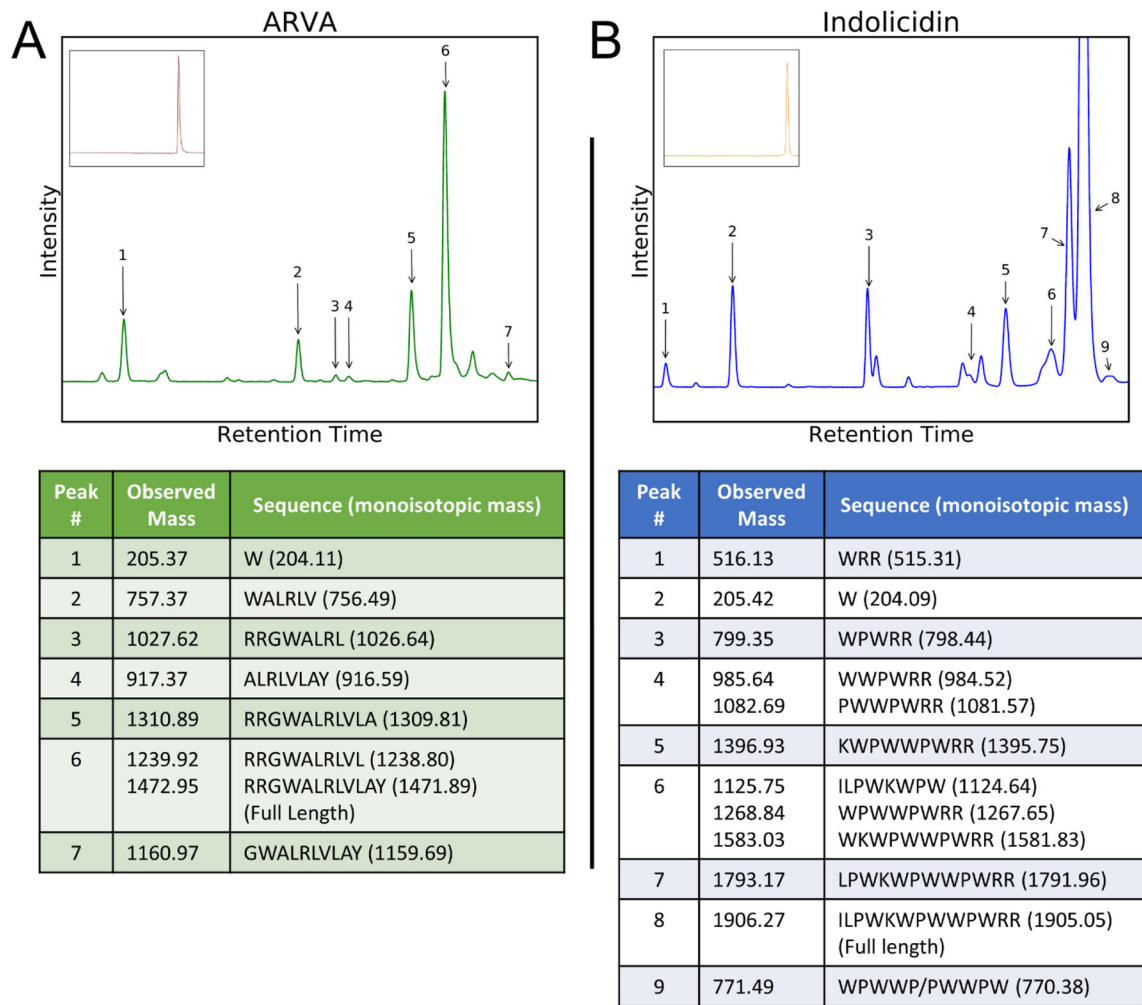 A
ARVA
6
5
1
2
3
4
7
Intensity
Retention Time
Peak # Observed Mass Sequence (monoisotopic mass)
1 205.37 W (204.11)
2 757.37 WALRLV (756.49)
3 1027.62 RRGWALRL (1026.64)
4 917.37 ALRLVLAY (916.59)
5 1310.89 RRGWALRLVLA (1309.81)
6 1239.92 RRGWALRLVL (1238.80)
1472.95 RRGWALRLVLAY (1471.89)
(Full Length)
7 1160.97 GWALRLVLAY (1159.69)
B
Indolicidin
8
7
2
3
5
6
1
4
9
Intensity
Retention Time
Peak # Observed Mass Sequence (monoisotopic mass)
1 516.13 WRR (515.31)
2 205.42 W (204.09)
3 799.35 WPWRR (798.44)
4 985.64 WWPWRR (984.52)
1082.69 PWWPWRR (1081.57)
5 1396.93 KWPWWPWRR (1395.75)
6 1125.75 ILPWKWPW (1124.64)
1268.84 WPWWPWRR (1267.65)
1583.03 WKWPWWPWRR (1581.83)
7 1793.17 LPWKWPWWPWRR (1791.96)
8 1906.27 ILPWKWPWWPWRR (1905.05)
(Full length)
9 771.49 WPWWP/PWWPW (770.38)